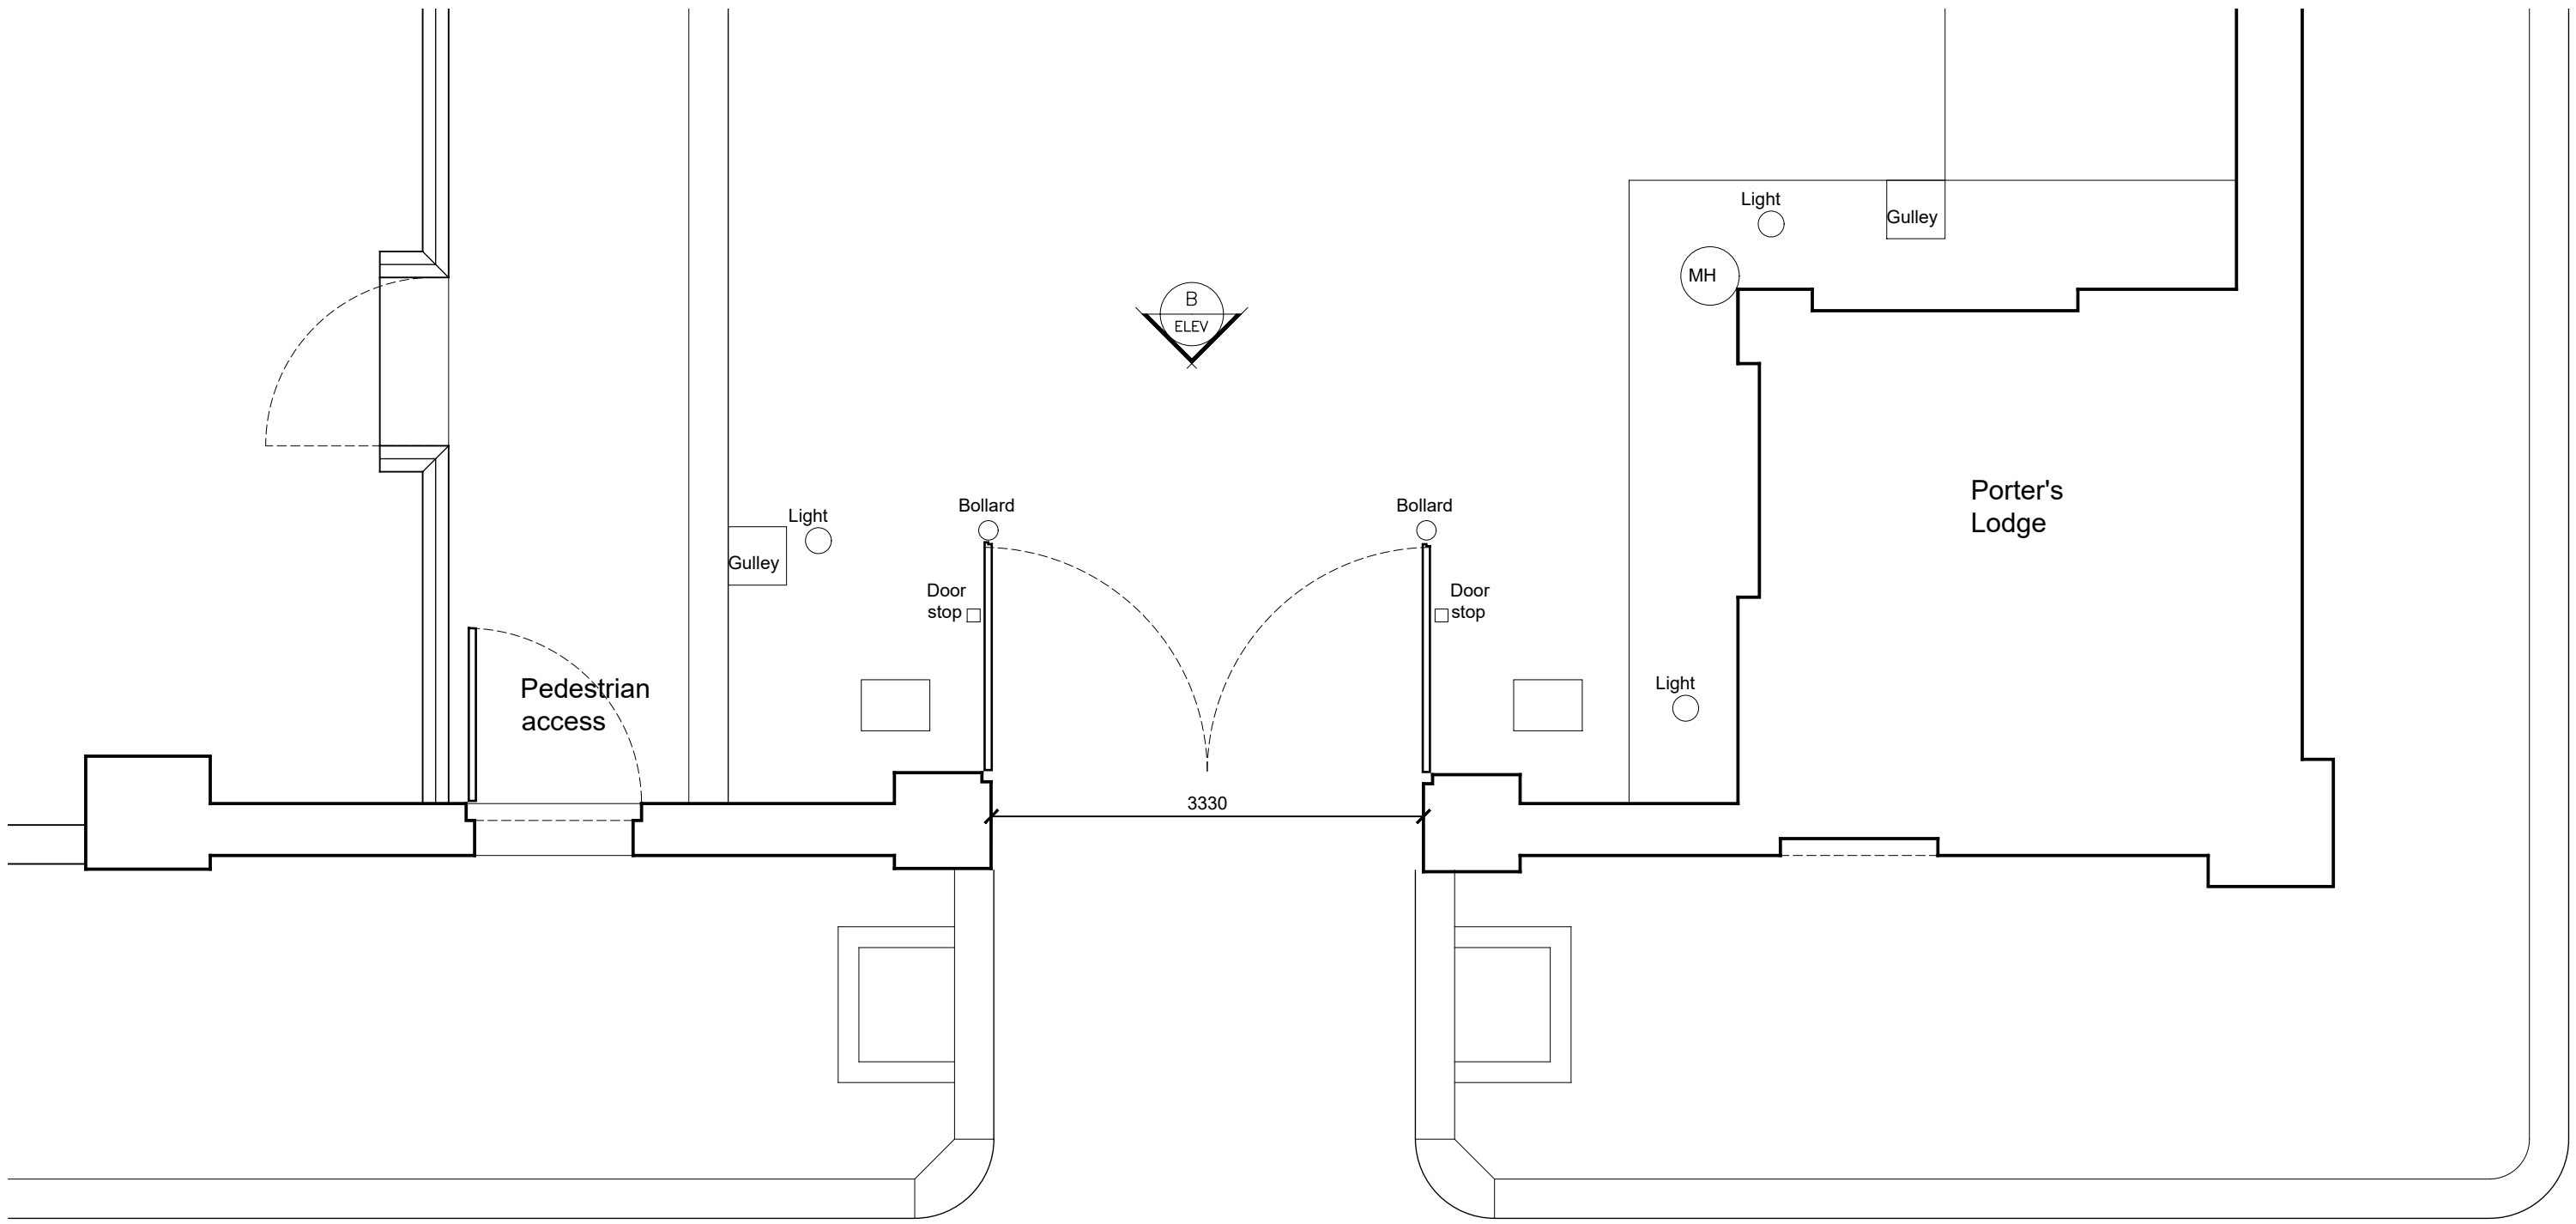 Light
Gulley
MH
B
ELEV
Porter's
Lodge
Bollard
Bollard
Light
Gulley
Door
stop
Door
stop
Pedestrian
access
Light
3330